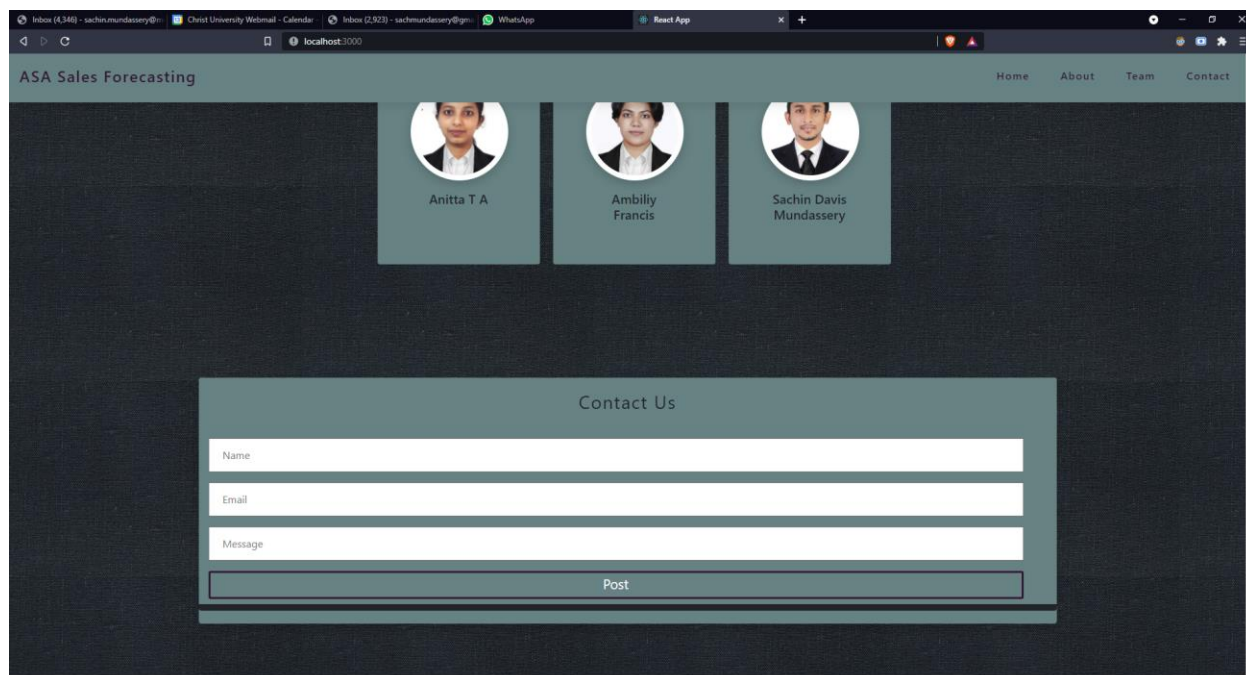 Inbox (4,346) - sachin.mundassery@
Christ University Webmail - Calendar -
Inbox (2,923) - sachmundassery@gm
WhatsApp
React App
localhost:3000
ASA Sales Forecasting
Home
About
Team
Contact
Anitta T A
Ambiliy
Francis
Sachin Davis
Mundassery
Contact Us
Name
Email
Message
Post